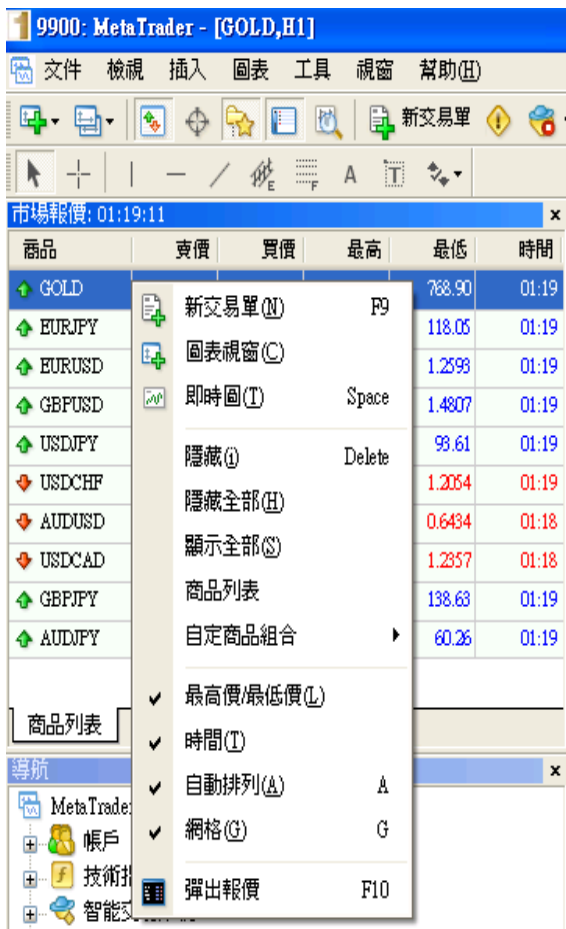 9900: MetaTrader - [GOLD,H1]
文件 檢視 插入 圖表 工具 視窗 幫助(H)
新交易單
E F A T
市場報價: 01:19:11 x
商品 賣價 買價 最高 最低 時間
GOLD 768.90 01:19
EURJPY 118.05 01:19
EURUSD 1.2593 01:19
GBPUSD 1.4807 01:19
USDJPY 93.61 01:19
USDCHF 1.2054 01:19
AUDUSD 0.6434 01:18
USDCAD 1.2357 01:18
GBPJPY 138.63 01:19
AUDJPY 60.26 01:19
新交易單(N) F9
圖表視窗(C)
即時圖(T) Space
隱藏(i) Delete
隱藏全部(H)
顯示全部(S)
商品列表
自定商品組合
最高價/最低價(L)
時間(T)
自動排列(A) A
網格(G) G
彈出報價 F10
商品列表
導航 x
MetaTrader
帳戶
技術指
智能交